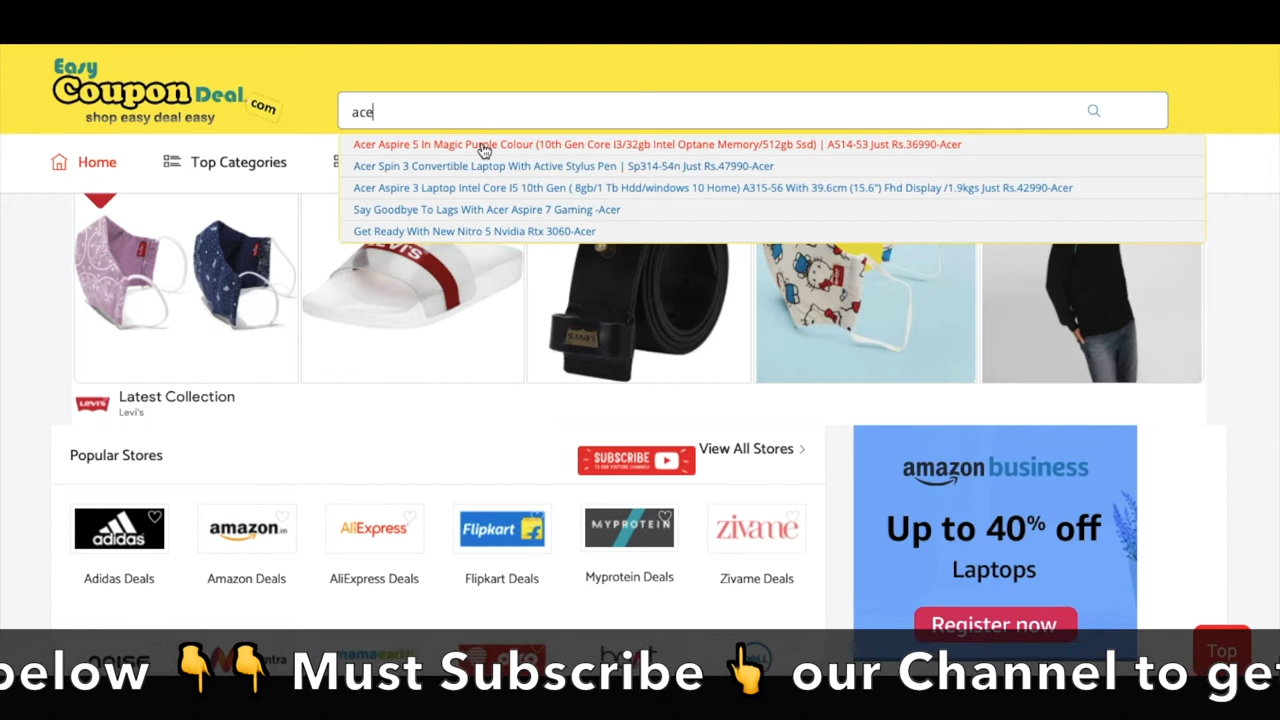 Easy
Coupon Deal .com
shop easy deal easy
ace
Home
Top Categories
Acer Aspire 5 In Magic Purple Colour (10th Gen Core I3/32gb Intel Optane Memory/512gb Ssd) | A514-53 Just Rs.36990-Acer
Acer Spin 3 Convertible Laptop With Active Stylus Pen | Sp314-54n Just Rs.47990-Acer
Acer Aspire 3 Laptop Intel Core I5 10th Gen ( 8gb/1 Tb Hdd/windows 10 Home) A315-56 With 39.6cm (15.6") Fhd Display /1.9kgs Just Rs.42990-Acer
Say Goodbye To Lags With Acer Aspire 7 Gaming -Acer
Get Ready With New Nitro 5 Nvidia Rtx 3060-Acer
LEVI'S
Latest Collection
Levi's
Popular Stores
SUBSCRIBE
TO OUR YOUTUBE CHANNEL
View All Stores >
adidas
amazon.in
AliExpress
Flipkart
MYPROTEIN
zivame
Adidas Deals
Amazon Deals
AliExpress Deals
Flipkart Deals
Myprotein Deals
Zivame Deals
amazon business
Up to 40% off
Laptops
Register now
Top
below 👇👇 Must Subscribe 👆 our Channel to ge